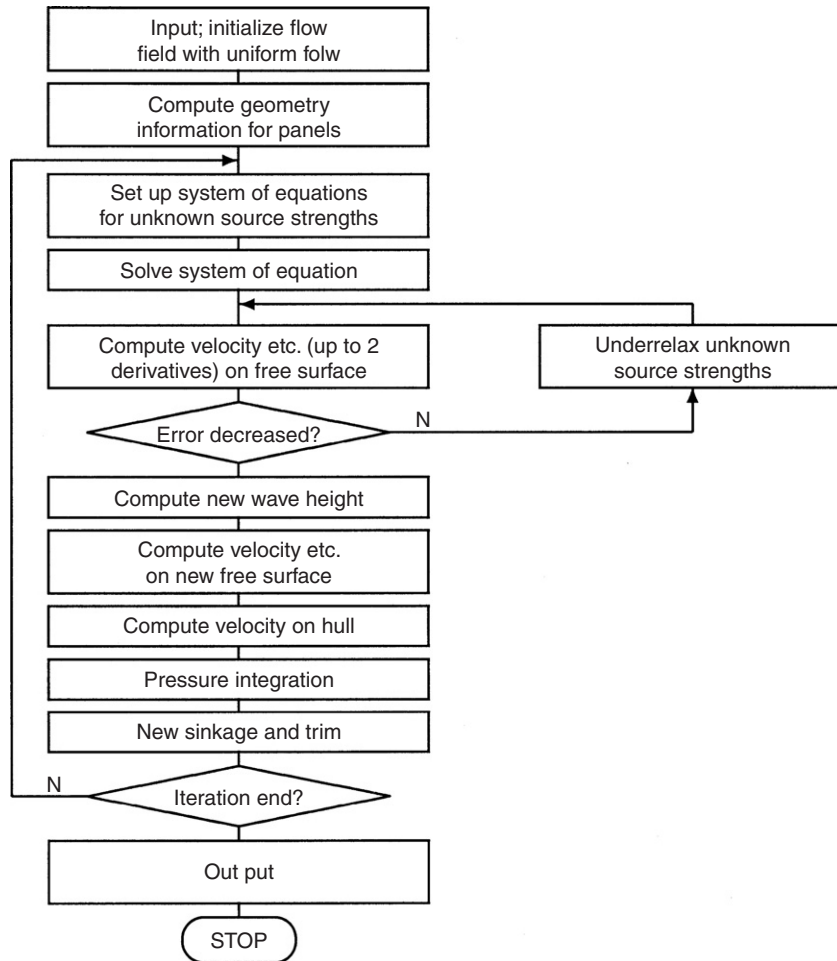 Input; initialize flow
field with uniform folw
Compute geometry
information for panels
Set up system of equations
for unknown source strengths
Solve system of equation
Compute velocity etc. (up to 2
derivatives) on free surface
Underrelax unknown
source strengths
Error decreased?
N
Compute new wave height
Compute velocity etc.
on new free surface
Compute velocity on hull
Pressure integration
New sinkage and trim
N
Iteration end?
Out put
STOP